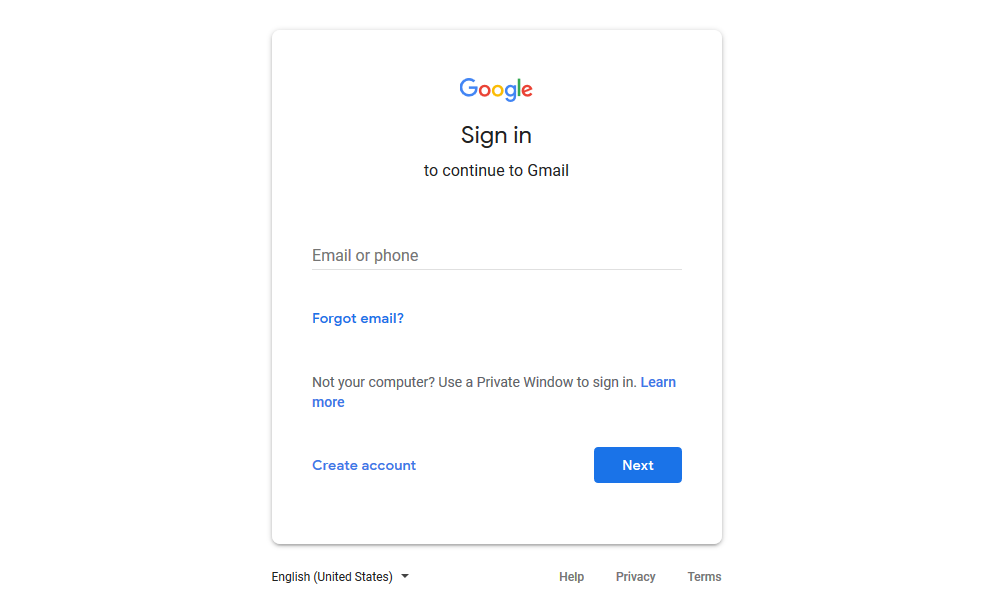 Google
Sign in
to continue to Gmail
Email or phone
Forgot email?
Not your computer? Use a Private Window to sign in. Learn
more
Create account
Next
English (United States)
Help
Privacy
Terms